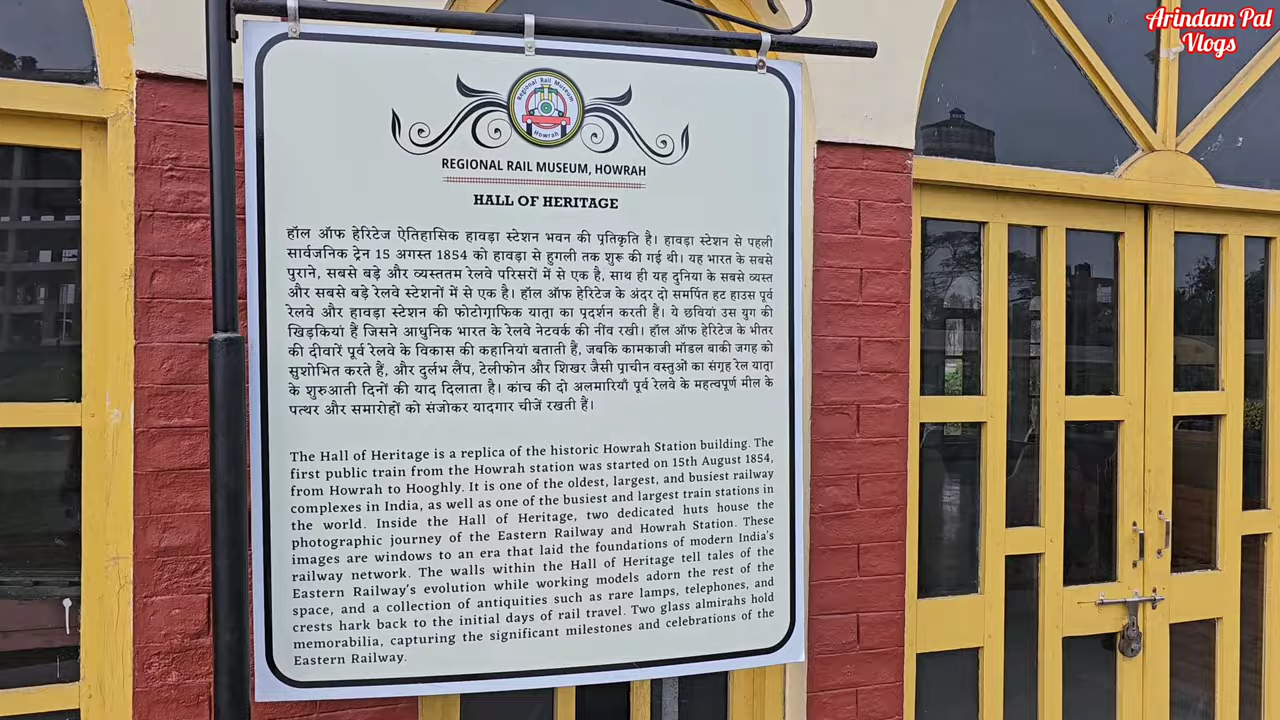 Arindam Pal
Vlogs
Regional Rail Museum
Howrah
REGIONAL RAIL MUSEUM, HOWRAH
HALL OF HERITAGE
हॉल ऑफ हेरिटेज ऐतिहासिक हावड़ा स्टेशन भवन की पृतिकृति है। हावड़ा स्टेशन से पहली
सार्वजनिक ट्रेन 15 अगस्त 1854 को हावड़ा से हुगली तक शुरू की गई थी। यह भारत के सबसे
पुराने, सबसे बड़े और व्यस्ततम रेलवे परिसरों में से एक है, साथ ही यह दुनिया के सबसे व्यस्त
और सबसे बड़े रेलवे स्टेशनों में से एक है। हॉल ऑफ हेरिटेज के अंदर दो समर्पित हट हाउस पूर्व
रेलवे और हावड़ा स्टेशन की फोटोग्राफिक यात्रा का पृदर्शन करती हैं। ये छवियां उस युग की
खिड़कियां हैं जिसने आधुनिक भारत के रेलवे नेटवर्क की नींव रखी। हॉल ऑफ हेरिटेज के भीतर
की दीवारें पूर्व रेलवे के विकास की कहानियां बताती हैं, जबकि कामकाजी मॉडल बाकी जगह को
सुशोभित करते हैं, और दुर्लभ लैंप, टेलीफोन और शिखर जैसी प्राचीन वस्तुओं का संगृह रेल यात्रा
के शुरुआती दिनों की याद दिलाता है। कांच की दो अलमारियाँ पूर्व रेलवे के महत्वपूर्ण मील के
पत्थर और समारोहों को संजोकर यादगार चीजें रखती हैं।
The Hall of Heritage is a replica of the historic Howrah Station building. The
first public train from the Howrah station was started on 15th August 1854,
from Howrah to Hooghly. It is one of the oldest, largest, and busiest railway
complexes in India, as well as one of the busiest and largest train stations in
the world. Inside the Hall of Heritage, two dedicated huts house the
photographic journey of the Eastern Railway and Howrah Station. These
images are windows to an era that laid the foundations of modern India's
railway network. The walls within the Hall of Heritage tell tales of the
Eastern Railway's evolution while working models adorn the rest of the
space, and a collection of antiquities such as rare lamps, telephones, and
crests hark back to the initial days of rail travel. Two glass almirahs hold
memorabilia, capturing the significant milestones and celebrations of the
Eastern Railway.